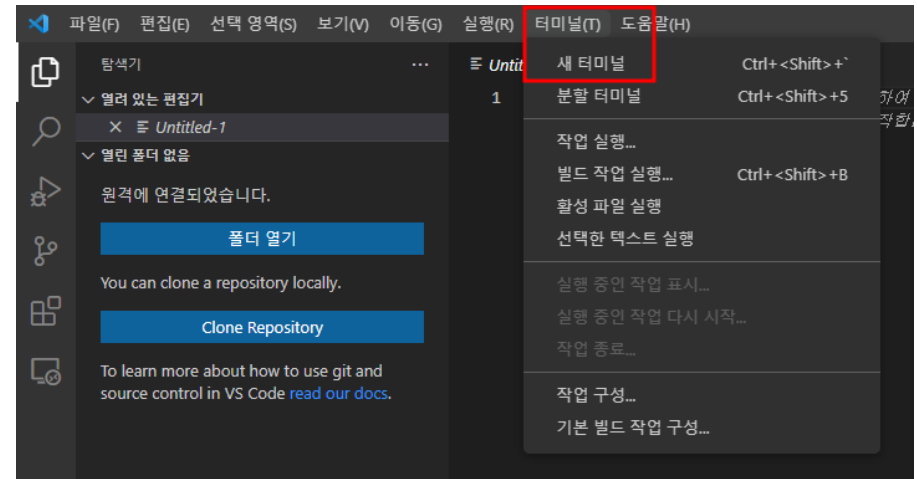 파일(F) 편집(E) 선택 영역(S) 보기(V) 이동(G) 실행(R) 터미널(T) 도움말(H)
탐색기 ···
열려 있는 편집기
Untitled-1
열린 폴더 없음
원격에 연결되었습니다.
폴더 열기
You can clone a repository locally.
Clone Repository
To learn more about how to use git and
source control in VS Code read our docs.
Untit
1
하여
작합
새 터미널 Ctrl+<Shift>+`
분할 터미널 Ctrl+<Shift>+5
작업 실행...
빌드 작업 실행... Ctrl+<Shift>+B
활성 파일 실행
선택한 텍스트 실행
실행 중인 작업 표시...
실행 중인 작업 다시 시작...
작업 종료...
작업 구성...
기본 빌드 작업 구성...